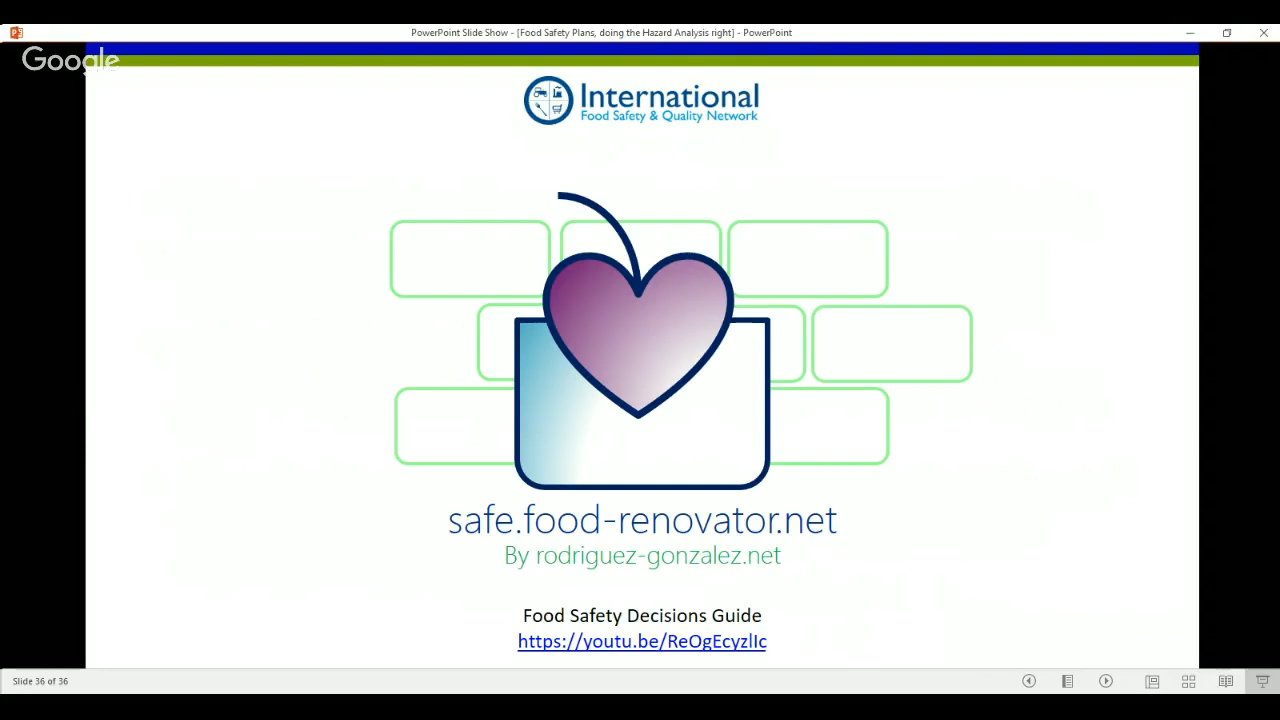 PowerPoint Slide Show - [Food Safety Plans, doing the Hazard Analysis right] - PowerPoint
Google
International
Food Safety & Quality Network
safe.food-renovator.net
By rodriguez-gonzalez.net
Food Safety Decisions Guide
https://youtu.be/ReOgEcyzlIc
Slide 36 of 36